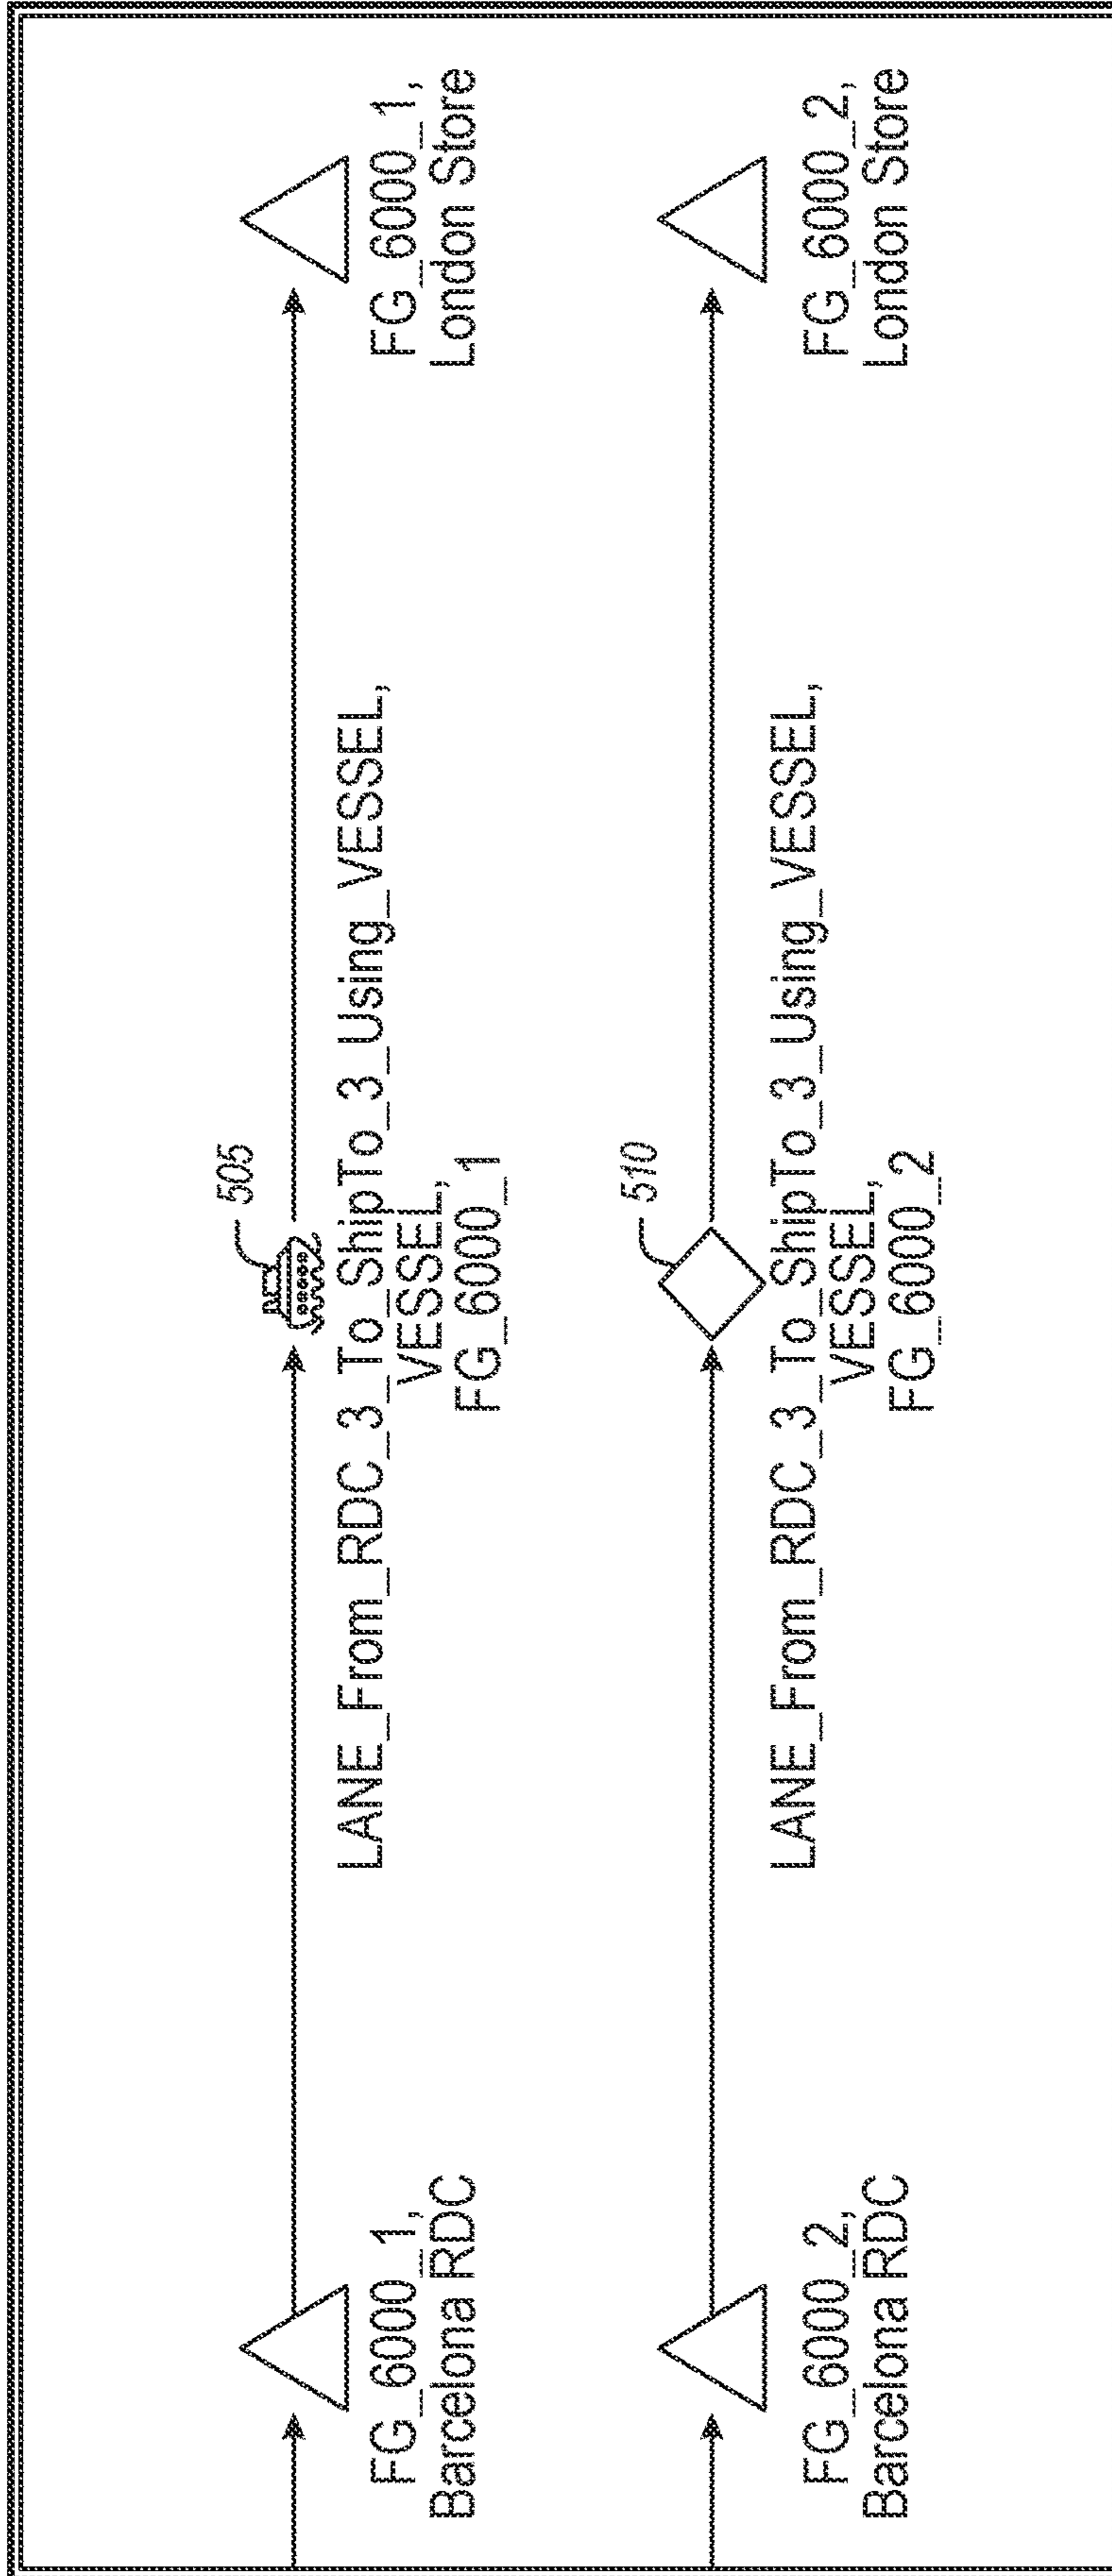 505
FG_6000_1,
Barcelona RDC
LANE_From_RDC_3_To_ShipTo_3_Using_VESSEL,
VESSEL,
FG_6000_1
FG_6000_1,
London Store
510
FG_6000_2,
Barcelona RDC
LANE_From_RDC_3_To_ShipTo_3_Using_VESSEL,
VESSEL,
FG_6000_2
FG_6000_2,
London Store